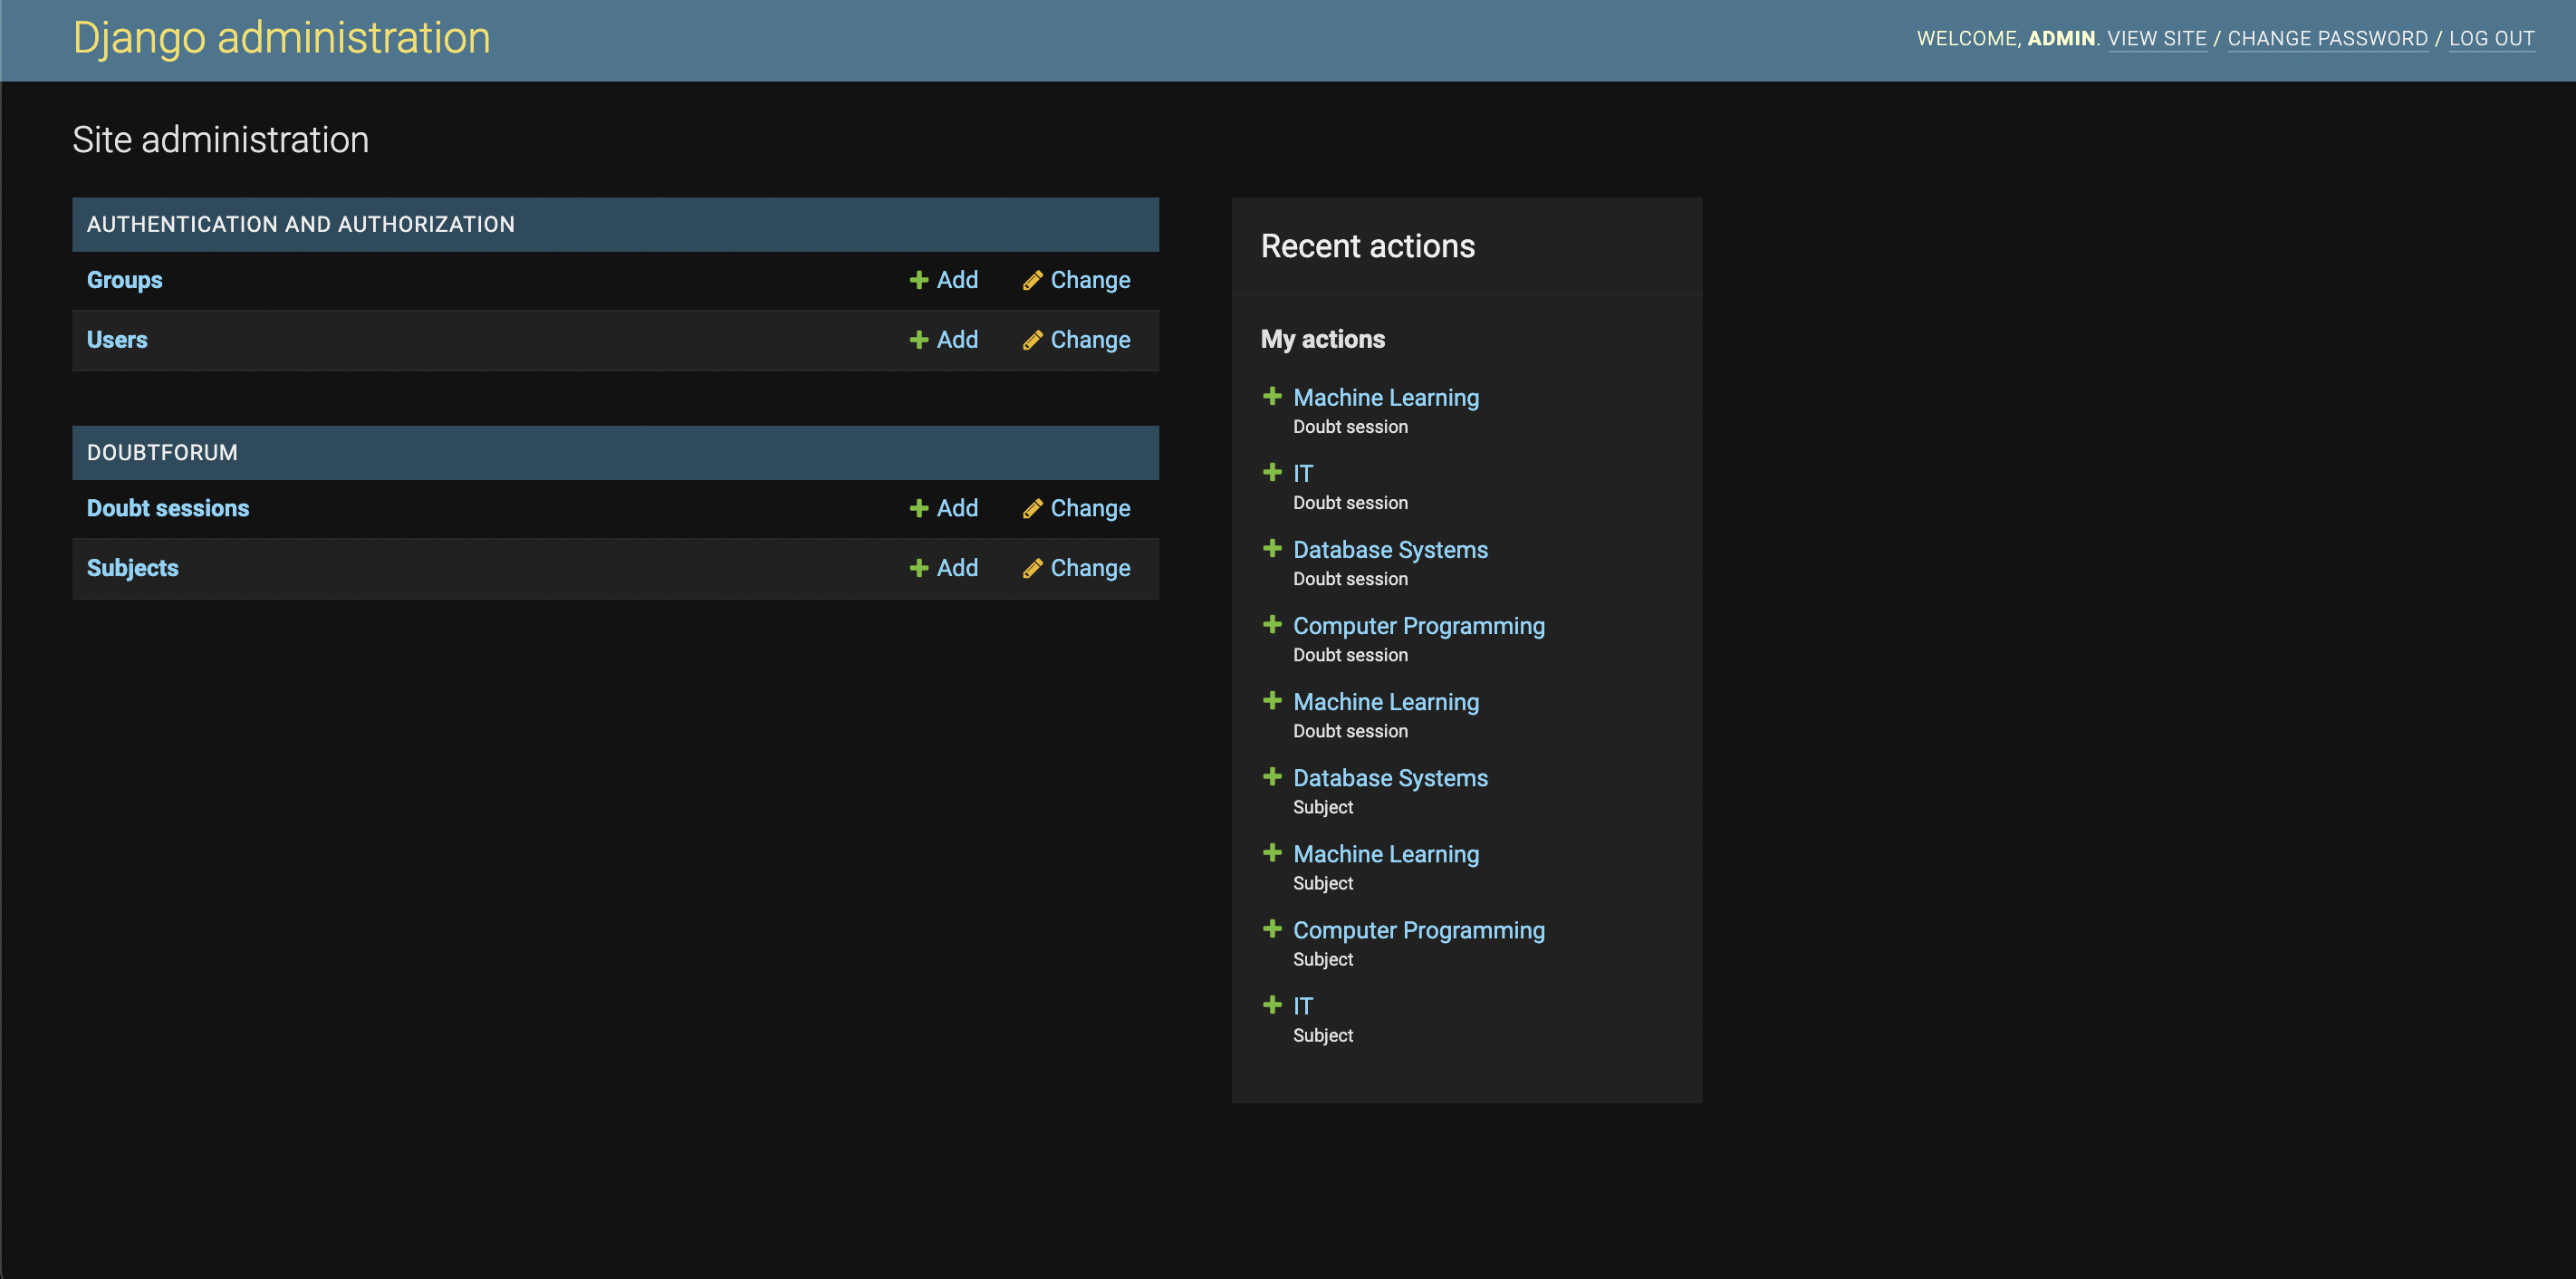 Django administration
WELCOME, ADMIN. VIEW SITE / CHANGE PASSWORD / LOG OUT
Site administration
AUTHENTICATION AND AUTHORIZATION
Groups Add Change
Users Add Change
DOUBTFORUM
Doubt sessions Add Change
Subjects Add Change
Recent actions
My actions
Machine Learning
Doubt session
IT
Doubt session
Database Systems
Doubt session
Computer Programming
Doubt session
Machine Learning
Doubt session
Database Systems
Subject
Machine Learning
Subject
Computer Programming
Subject
IT
Subject